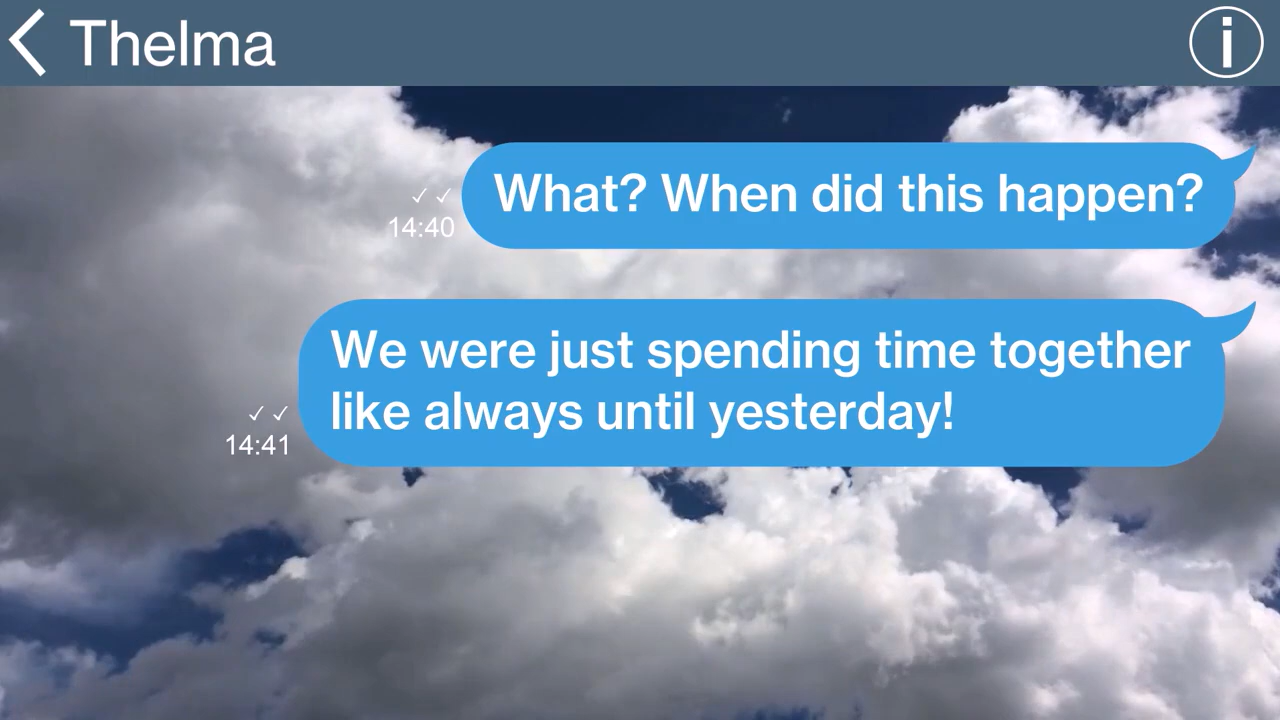 Thelma
What? When did this happen?
✓✓
14:40
We were just spending time together
like always until yesterday!
✓✓
14:41